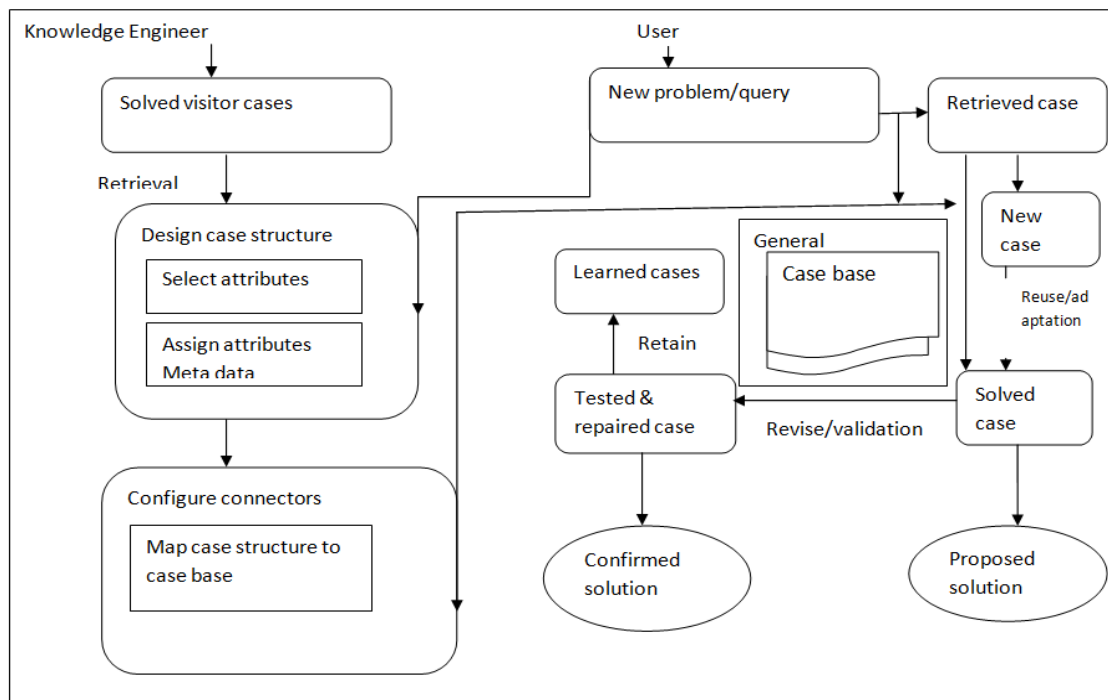 Knowledge Engineer
User
Solved visitor cases
New problem/query
Retrieved case
Retrieval
Design case structure
Select attributes
Assign attributes
Meta data
New
case
General
Case base
Learned cases
Reuse/ad
aptation
Retain
Tested &
repaired case
Revise/validation
Solved
case
Configure connectors
Map case structure to
case base
Confirmed
solution
Proposed
solution